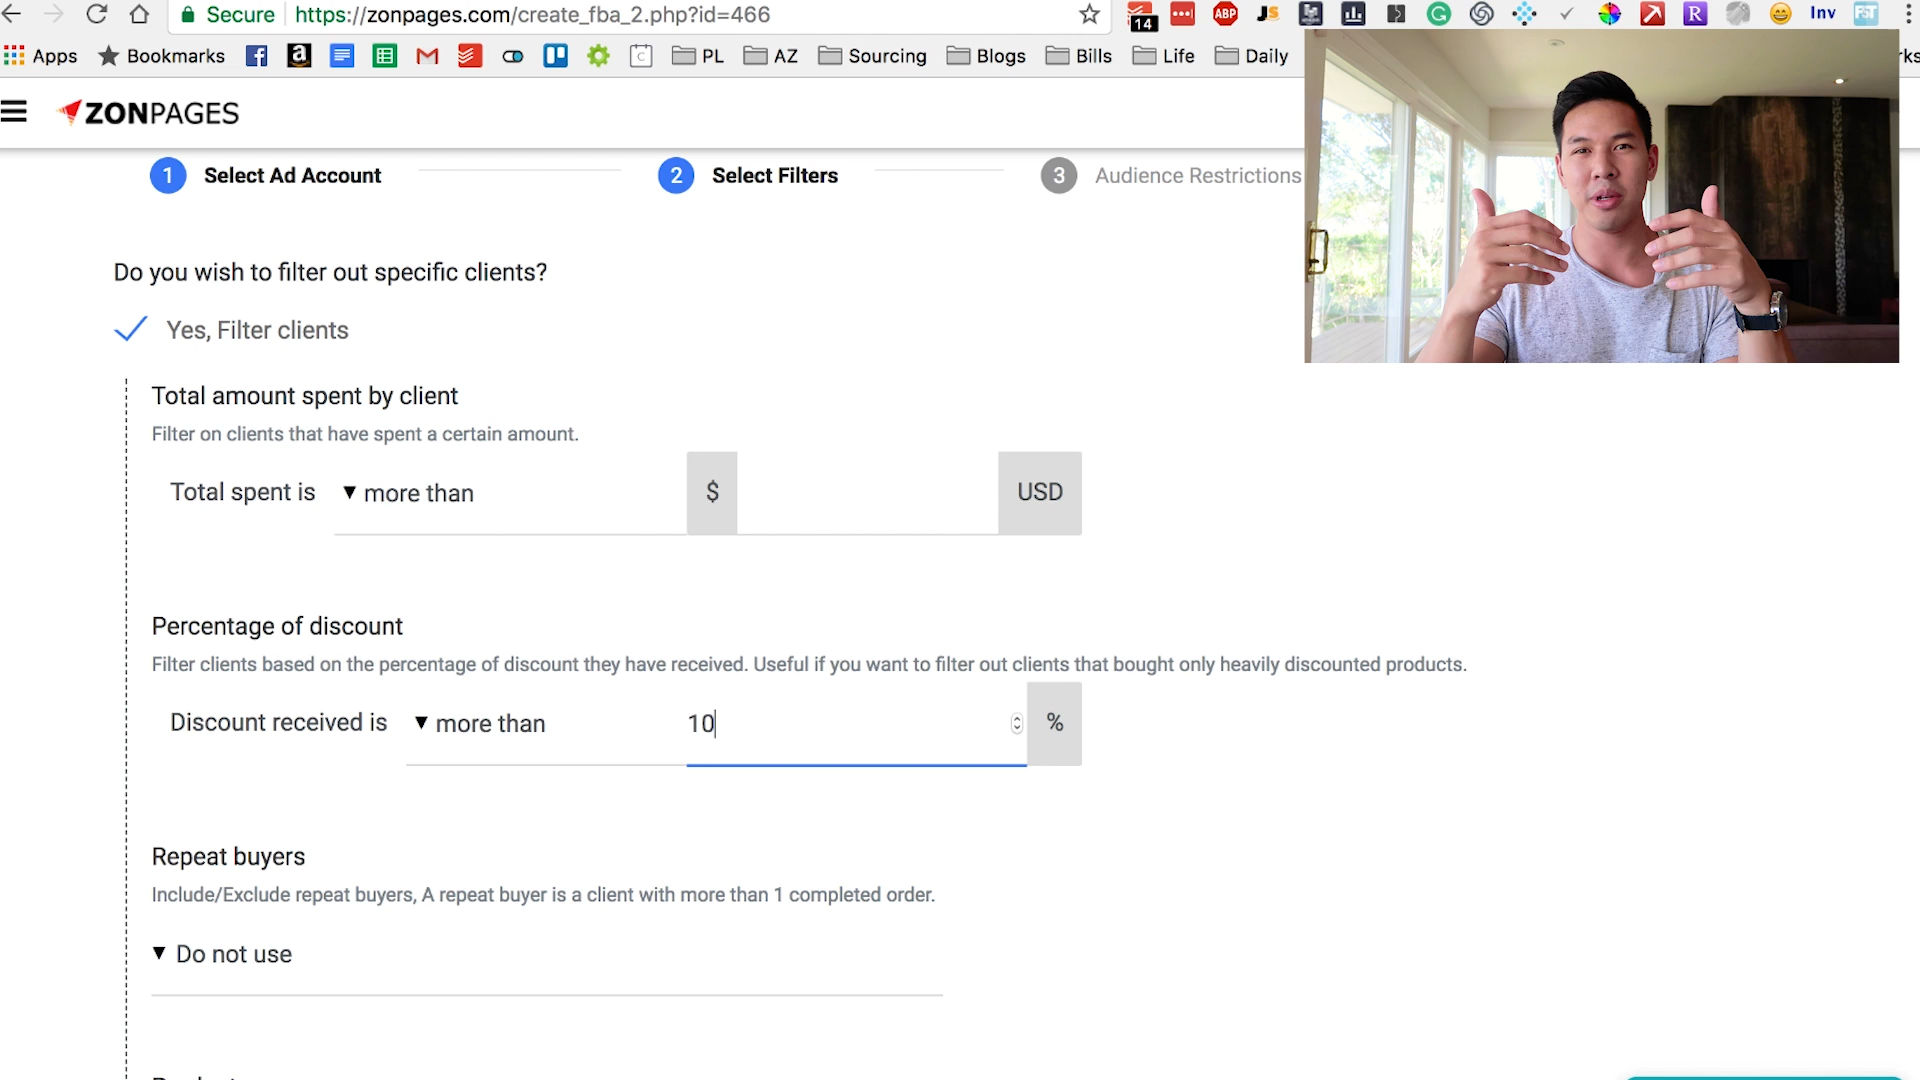 Secure https://zonpages.com/create_fba_2.php?id=466
14 ABP JS R Inv FST
Apps Bookmarks a PL AZ Sourcing Blogs Bills Life Daily
ZONPAGES
1 Select Ad Account 2 Select Filters 3 Audience Restrictions
Do you wish to filter out specific clients?
Yes, Filter clients
Total amount spent by client
Filter on clients that have spent a certain amount.
Total spent is more than $ USD
Percentage of discount
Filter clients based on the percentage of discount they have received. Useful if you want to filter out clients that bought only heavily discounted products.
Discount received is more than 10 %
Repeat buyers
Include/Exclude repeat buyers, A repeat buyer is a client with more than 1 completed order.
Do not use